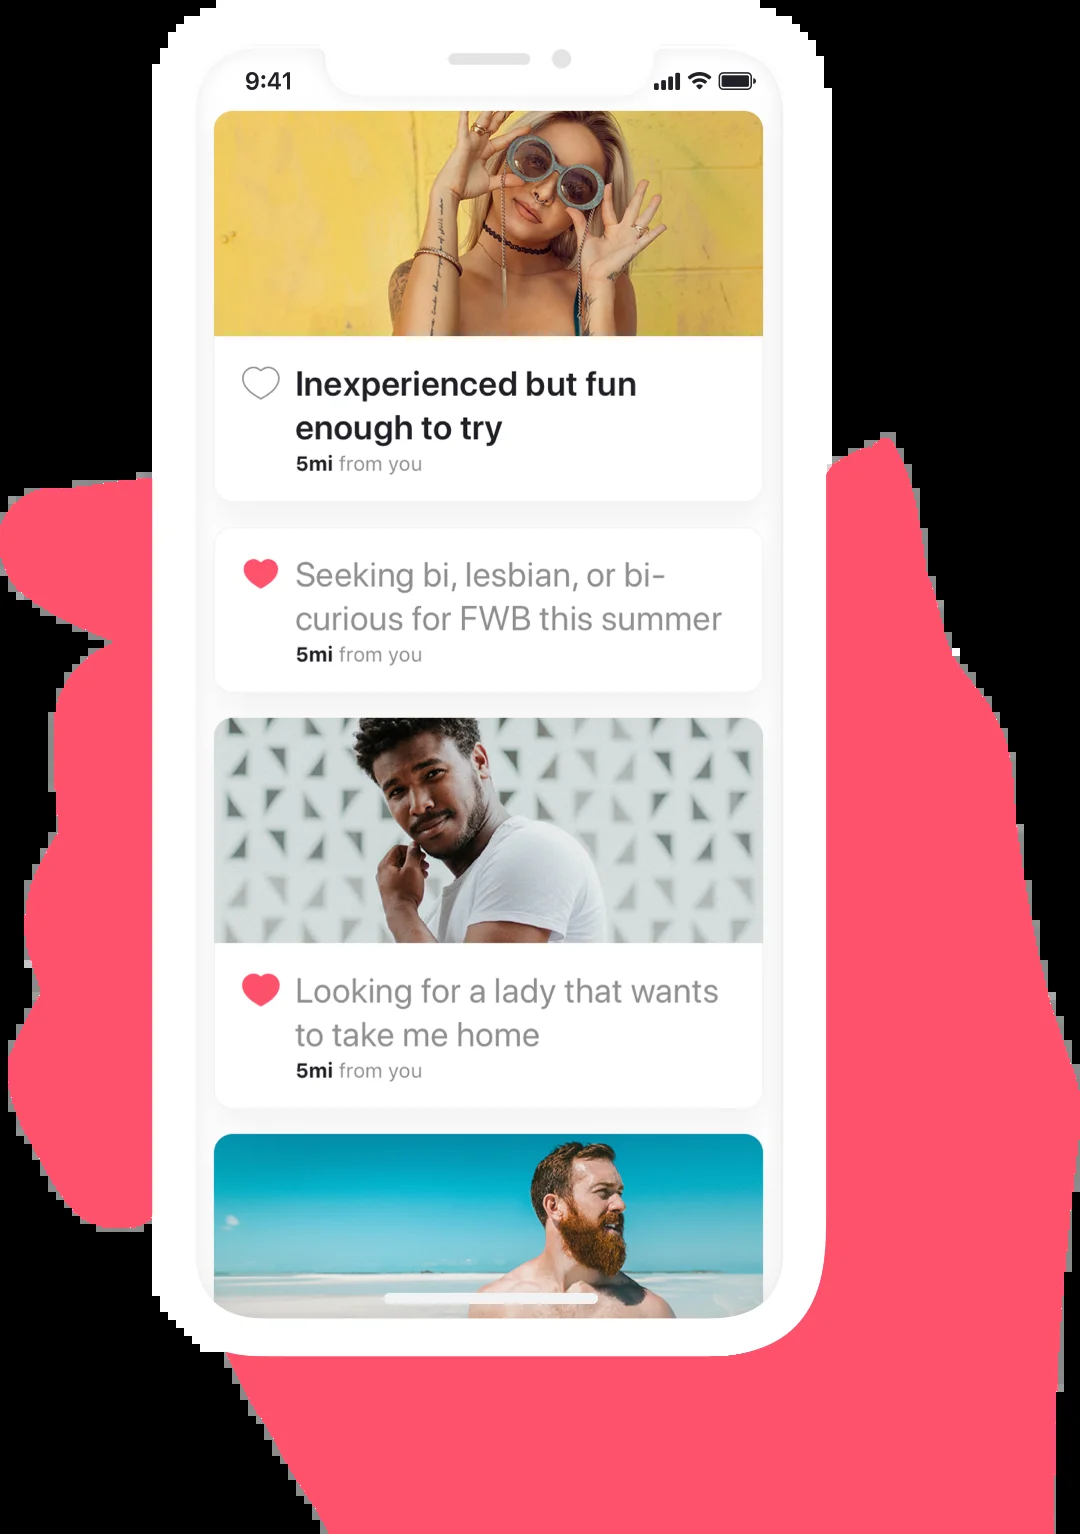 9:41
Inexperienced but fun
enough to try
5mi from you
Seeking bi, lesbian, or bi-
curious for FWB this summer
5mi from you
Looking for a lady that wants
to take me home
5mi from you